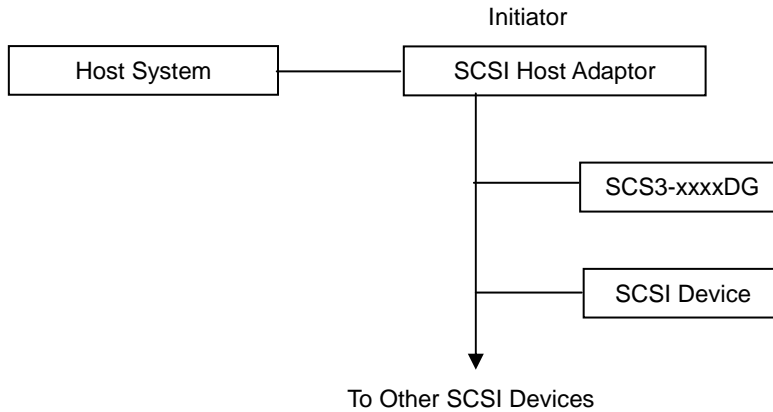 Initiator
Host System
SCSI Host Adaptor
SCS3-xxxxDG
SCSI Device
To Other SCSI Devices